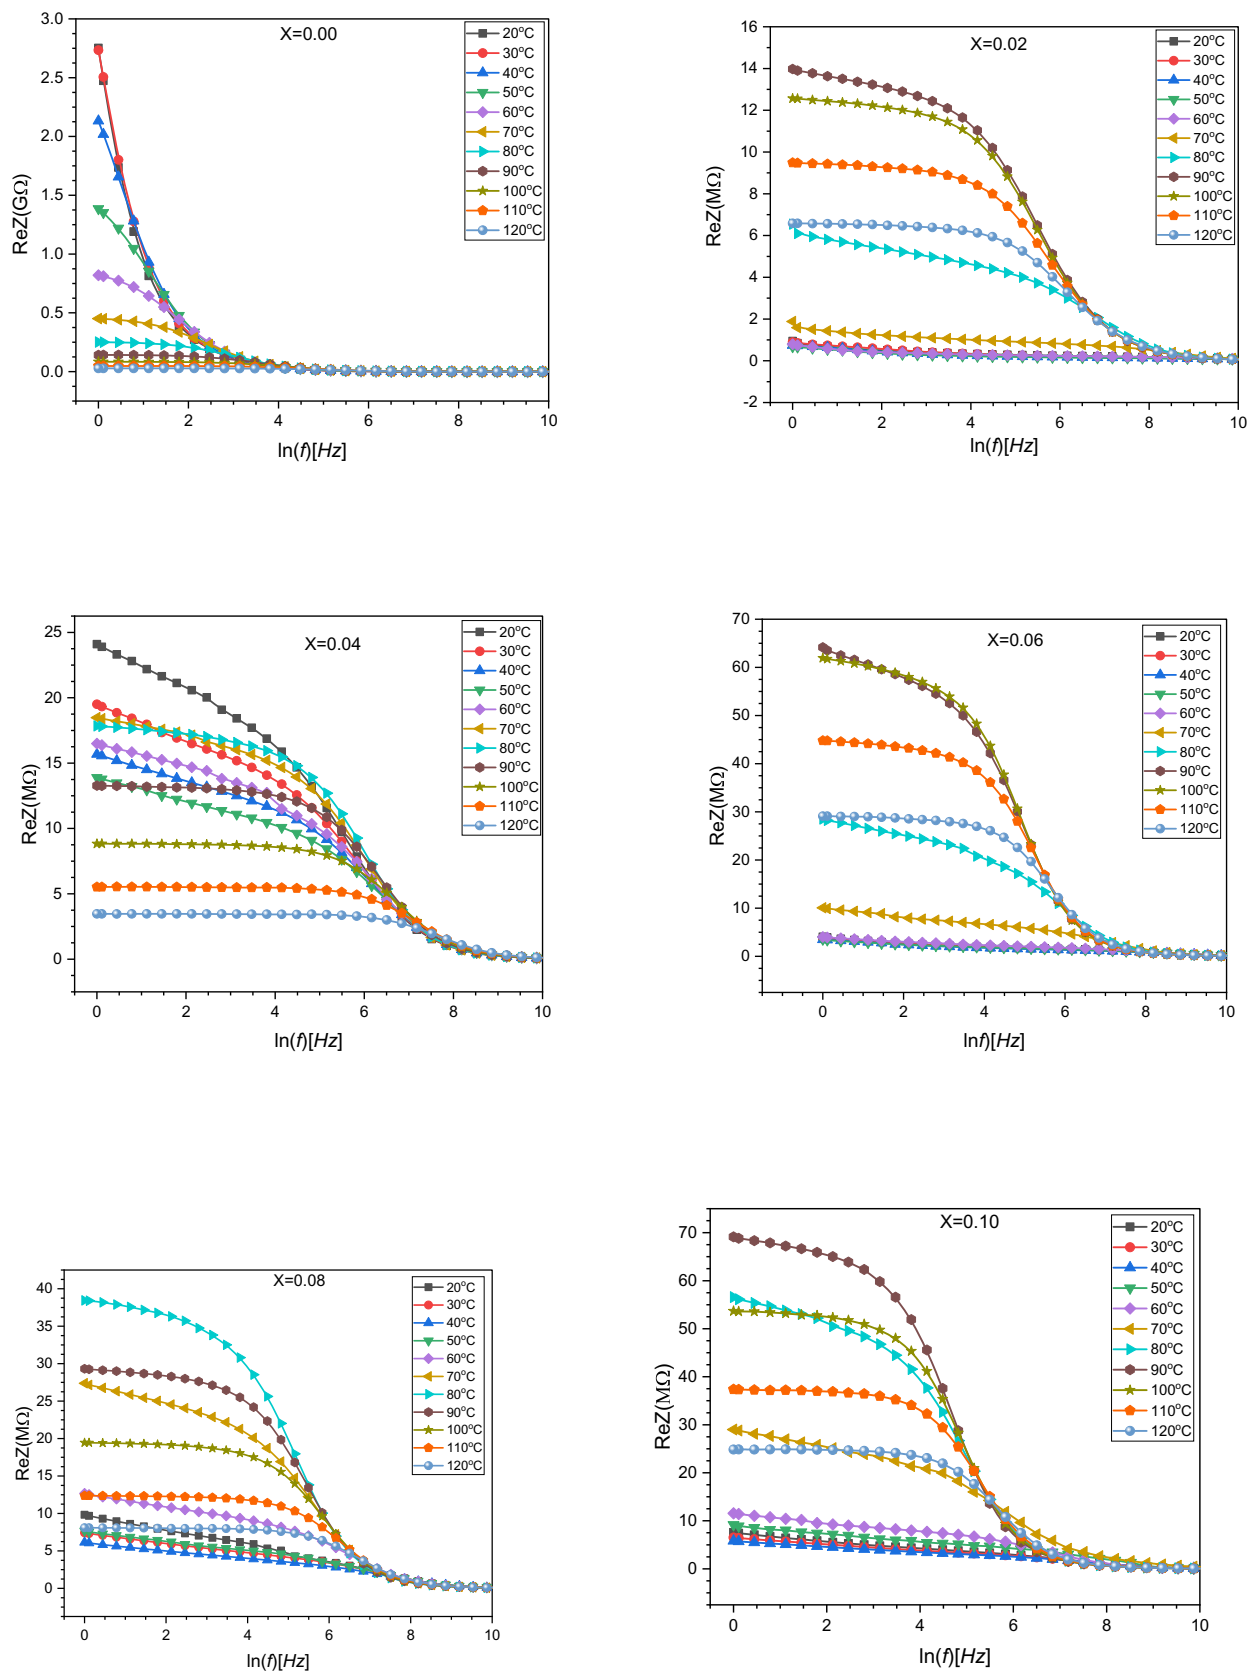 X=0.00
ReZ(GΩ)
3.0
2.5
2.0
1.5
1.0
0.5
0.0
0 2 4 6 8 10
ln(f)[Hz]
20°C
30°C
40°C
50°C
60°C
70°C
80°C
90°C
100°C
110°C
120°C
X=0.02
ReZ(MΩ)
16
14
12
10
8
6
4
2
0
-2
0 2 4 6 8 10
ln(f)[Hz]
20°C
30°C
40°C
50°C
60°C
70°C
80°C
90°C
100°C
110°C
120°C
X=0.04
ReZ(MΩ)
25
20
15
10
5
0
0 2 4 6 8 10
ln(f)[Hz]
20°C
30°C
40°C
50°C
60°C
70°C
80°C
90°C
100°C
110°C
120°C
X=0.06
ReZ(MΩ)
70
60
50
40
30
20
10
0
0 2 4 6 8 10
lnf)[Hz]
20°C
30°C
40°C
50°C
60°C
70°C
80°C
90°C
100°C
110°C
120°C
X=0.08
ReZ(MΩ)
40
35
30
25
20
15
10
5
0
0 2 4 6 8 10
ln(f)[Hz]
20°C
30°C
40°C
50°C
60°C
70°C
80°C
90°C
100°C
110°C
120°C
X=0.10
ReZ(MΩ)
70
60
50
40
30
20
10
0
0 2 4 6 8 10
ln(f)[Hz]
20°C
30°C
40°C
50°C
60°C
70°C
80°C
90°C
100°C
110°C
120°C